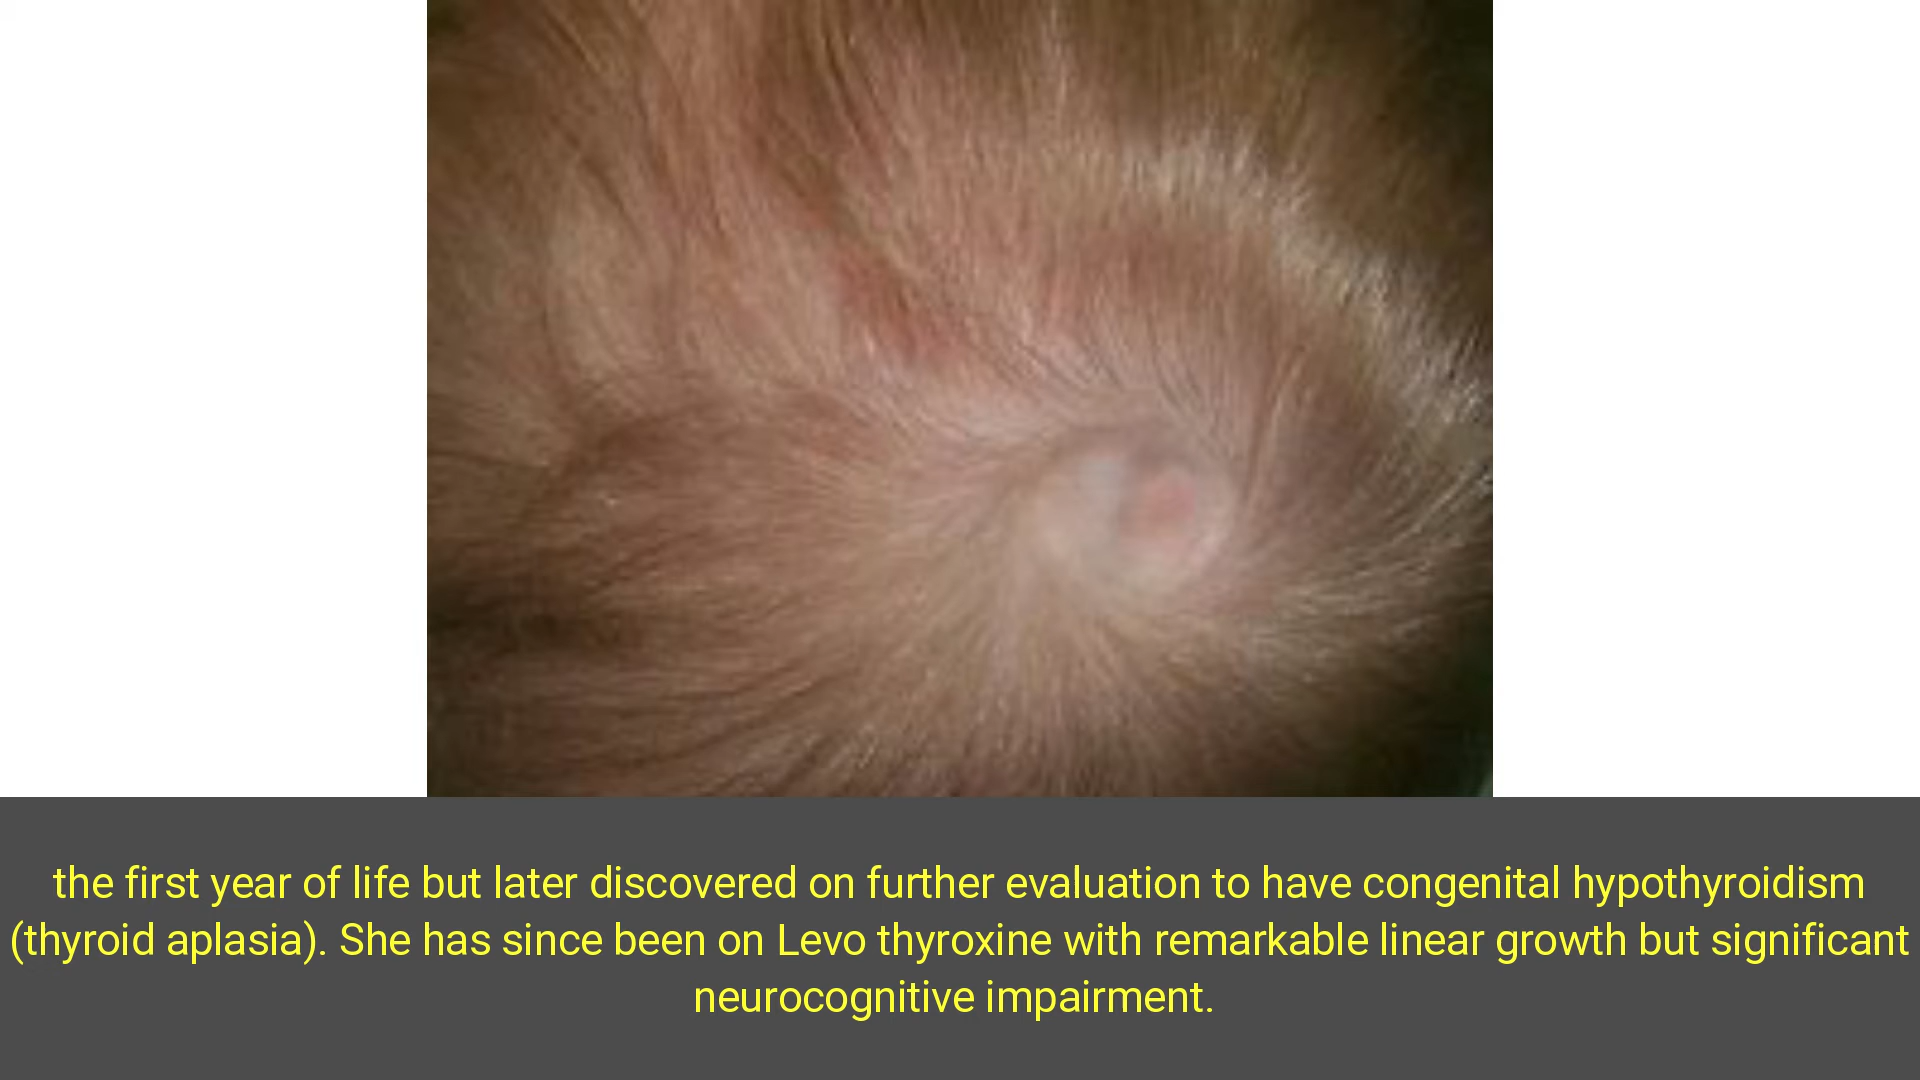 the first year of life but later discovered on further evaluation to have congenital hypothyroidism
(thyroid aplasia). She has since been on Levo thyroxine with remarkable linear growth but significant
neurocognitive impairment.